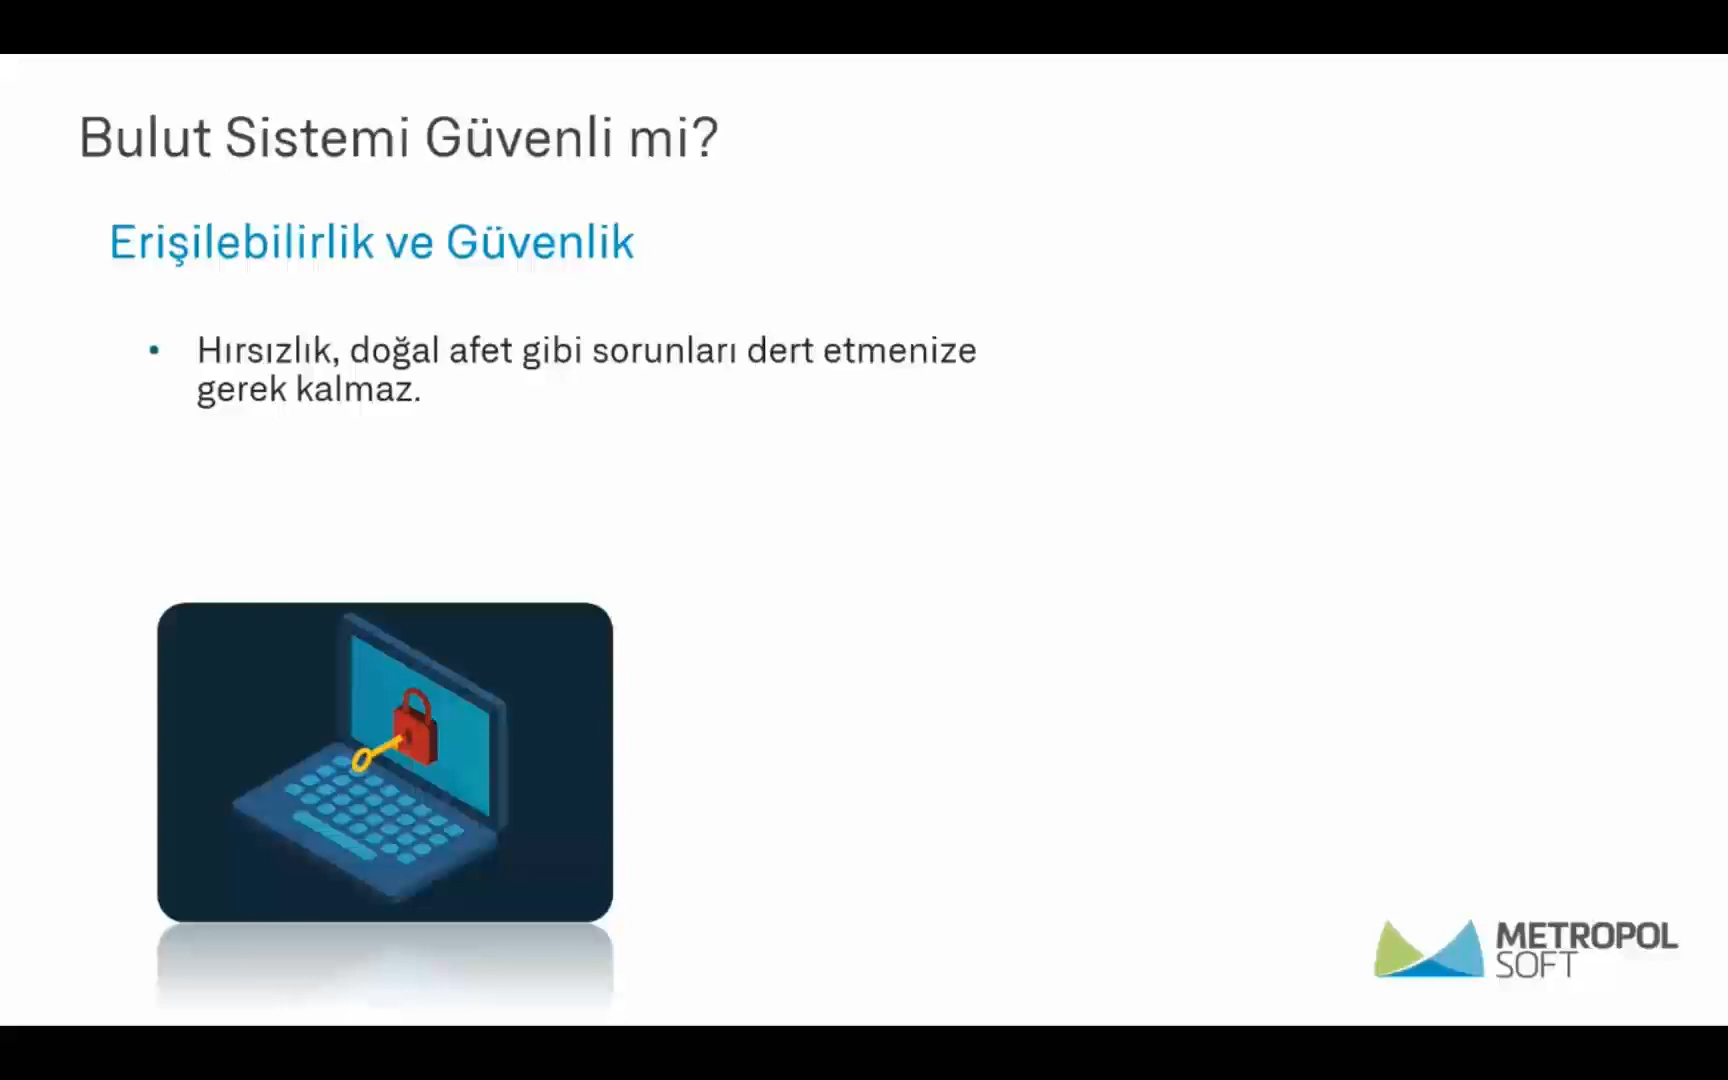 Bulut Sistemi Güvenli mi?
Erişilebilirlik ve Güvenlik
• Hırsızlık, doğal afet gibi sorunları dert etmenize
gerek kalmaz.
METROPOL
SOFT